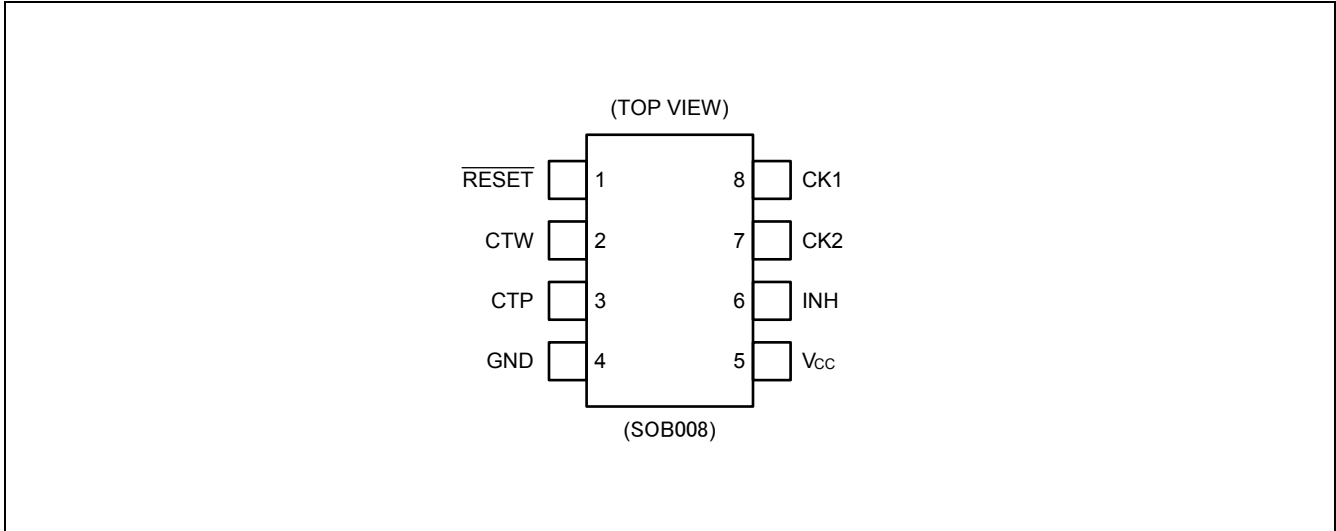 (TOP VIEW)
RESET 1 8 CK1
CTW 2 7 CK2
CTP 3 6 INH
GND 4 5 VCC
(SOB008)